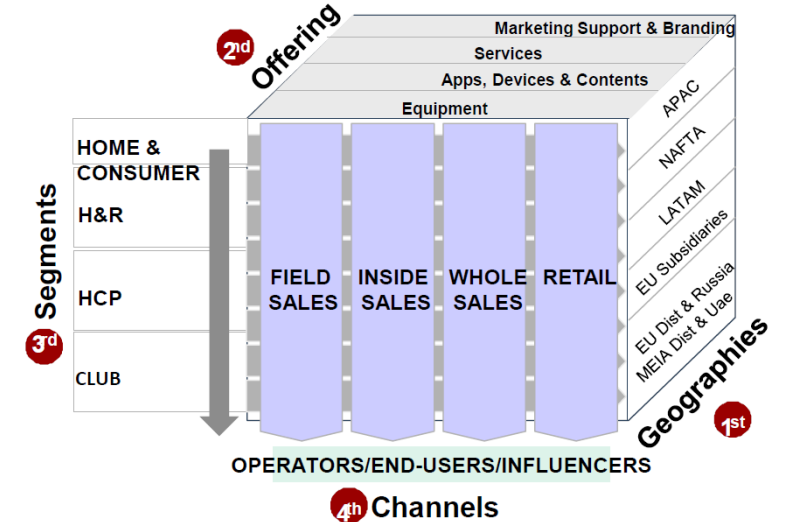 2nd
Offering
Marketing Support & Branding
Services
Apps, Devices & Contents
Equipment
APAC
NAFTA
LATAM
EU Subsidiaries
EU Dist & Russia
MEIA Dist & Uae
Geographies
1st
3rd
Segments
HOME &
CONSUMER
H&R
HCP
CLUB
FIELD
SALES
INSIDE
SALES
WHOLE
SALES
RETAIL
OPERATORS/END-USERS/INFLUENCERS
4th Channels